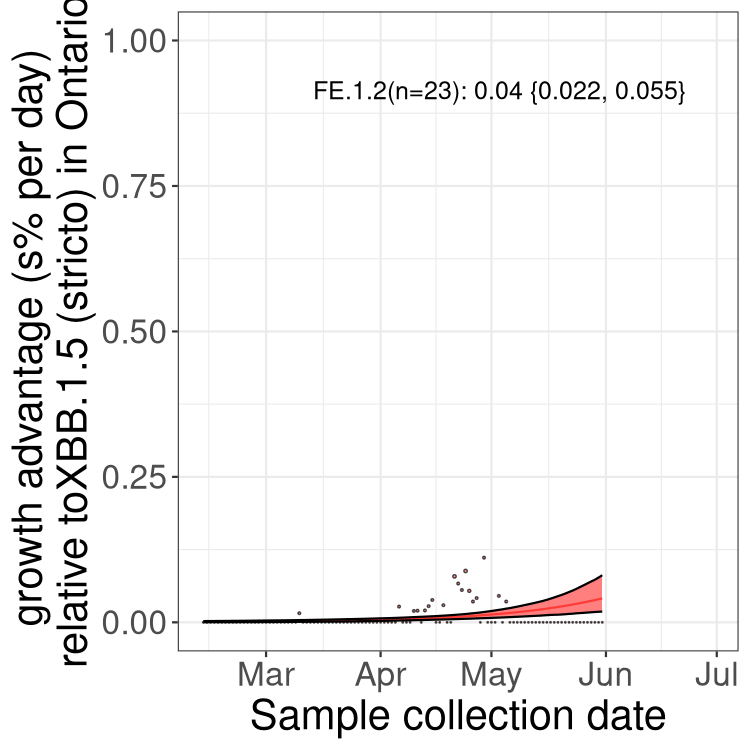 growth advantage (s% per day)
relative toXBB.1.5 (stricto) in Ontario
1.00
0.75
0.50
0.25
0.00
FE.1.2(n=23): 0.04 {0.022, 0.055}
Mar Apr May Jun Jul
Sample collection date